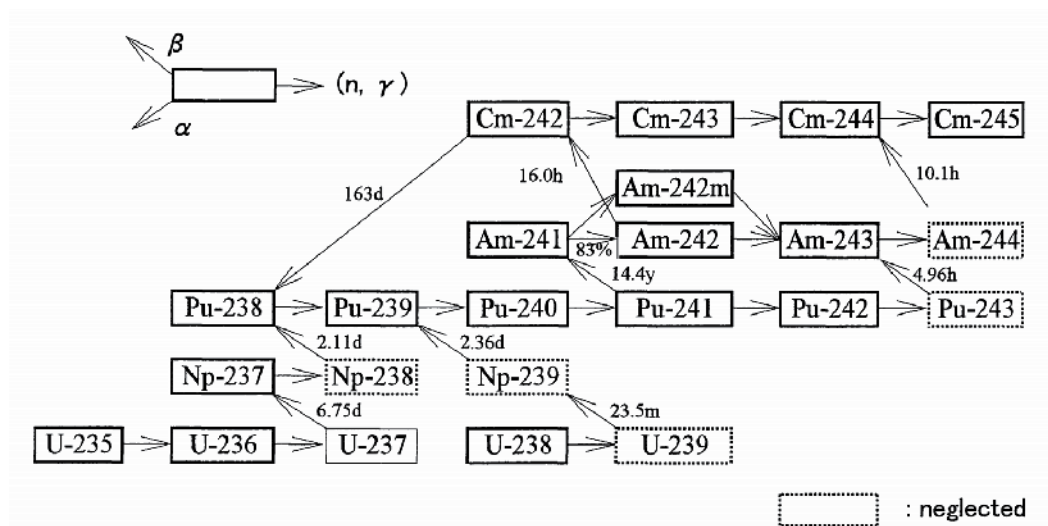 β
(n, γ)
α
Cm-242 Cm-243 Cm-244 Cm-245
16.0h 10.1h
163d Am-242m
Am-241 83% Am-242 Am-243 Am-244
14.4y 4.96h
Pu-238 Pu-239 Pu-240 Pu-241 Pu-242 Pu-243
2.11d 2.36d
Np-237 Np-238 Np-239
6.75d 23.5m
U-235 U-236 U-237 U-238 U-239
: neglected